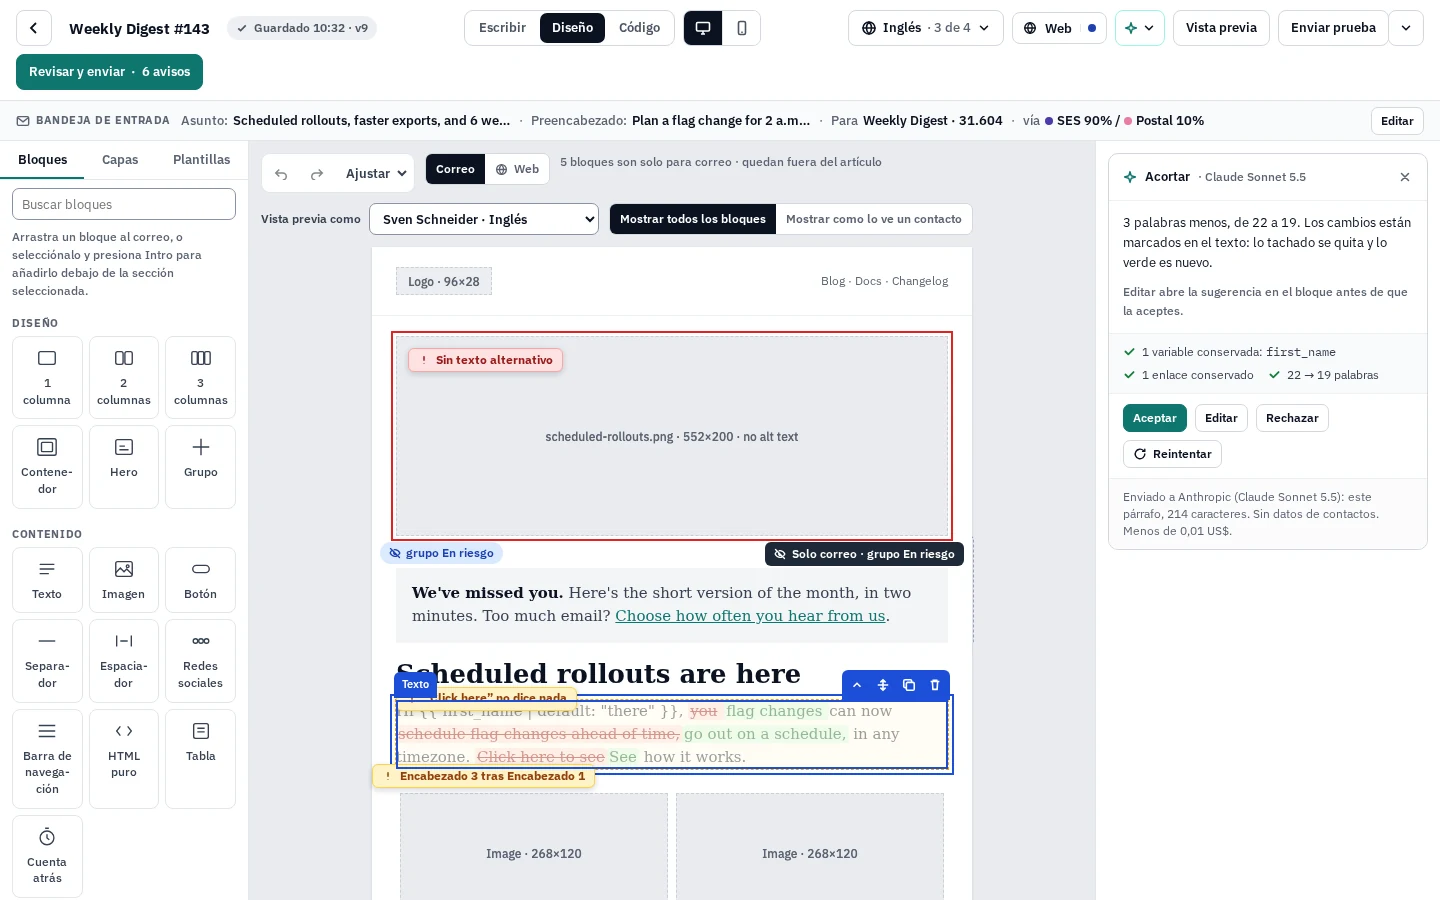 Weekly Digest #143
Guardado 10:32 · v9
Escribir
Diseño
Código
Inglés · 3 de 4
Web
Vista previa
Enviar prueba
Revisar y enviar · 6 avisos
BANDEJA DE ENTRADA
Asunto: Scheduled rollouts, faster exports, and 6 we…
· Preencabezado: Plan a flag change for 2 a.m…
· Para Weekly Digest · 31.604
· vía SES 90% / Postal 10%
Editar
Bloques
Capas
Plantillas
Buscar bloques
Arrastra un bloque al correo, o
selecciónalo y presiona Intro para
añadirlo debajo de la sección
seleccionada.
DISEÑO
1
columna
2
columnas
3
columnas
Contene-
dor
Hero
Grupo
CONTENIDO
Texto
Imagen
Botón
Separa-
dor
Espacia-
dor
Redes
sociales
Barra de
navega-
ción
HTML
puro
Tabla
Cuenta
atrás
Ajustar
Correo
Web
5 bloques son solo para correo · quedan fuera del artículo
Vista previa como
Sven Schneider · Inglés
Mostrar todos los bloques
Mostrar como lo ve un contacto
Logo · 96×28
Blog · Docs · Changelog
! Sin texto alternativo
scheduled-rollouts.png · 552×200 · no alt text
grupo En riesgo
Solo correo · grupo En riesgo
We've missed you. Here's the short version of the month, in two
minutes. Too much email? Choose how often you hear from us.
Scheduled rollouts are here
Texto
click here” no dice nada
{{ first_name | default: "there" }}, you flag changes can now
schedule flag changes ahead of time, go out on a schedule, in any
timezone. Click here to see See how it works.
! Encabezado 3 tras Encabezado 1
Image · 268×120
Image · 268×120
Acortar · Claude Sonnet 5.5
3 palabras menos, de 22 a 19. Los cambios están
marcados en el texto: lo tachado se quita y lo
verde es nuevo.
Editar abre la sugerencia en el bloque antes de que
la aceptes.
1 variable conservada: first_name
1 enlace conservado
22 → 19 palabras
Aceptar
Editar
Rechazar
Reintentar
Enviado a Anthropic (Claude Sonnet 5.5): este
párrafo, 214 caracteres. Sin datos de contactos.
Menos de 0,01 US$.